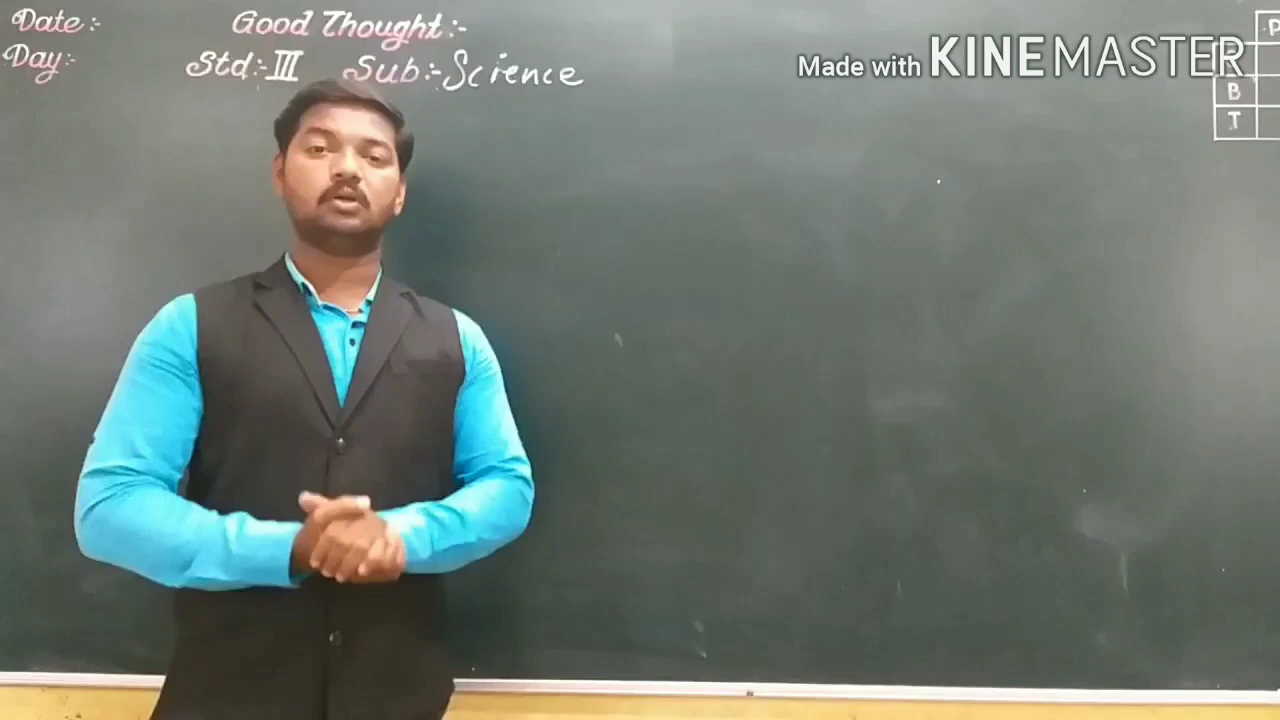 Date:- Good Thought:-
Day:- Std:- III Sub:- Science
Made with KINEMASTER
P
B
T